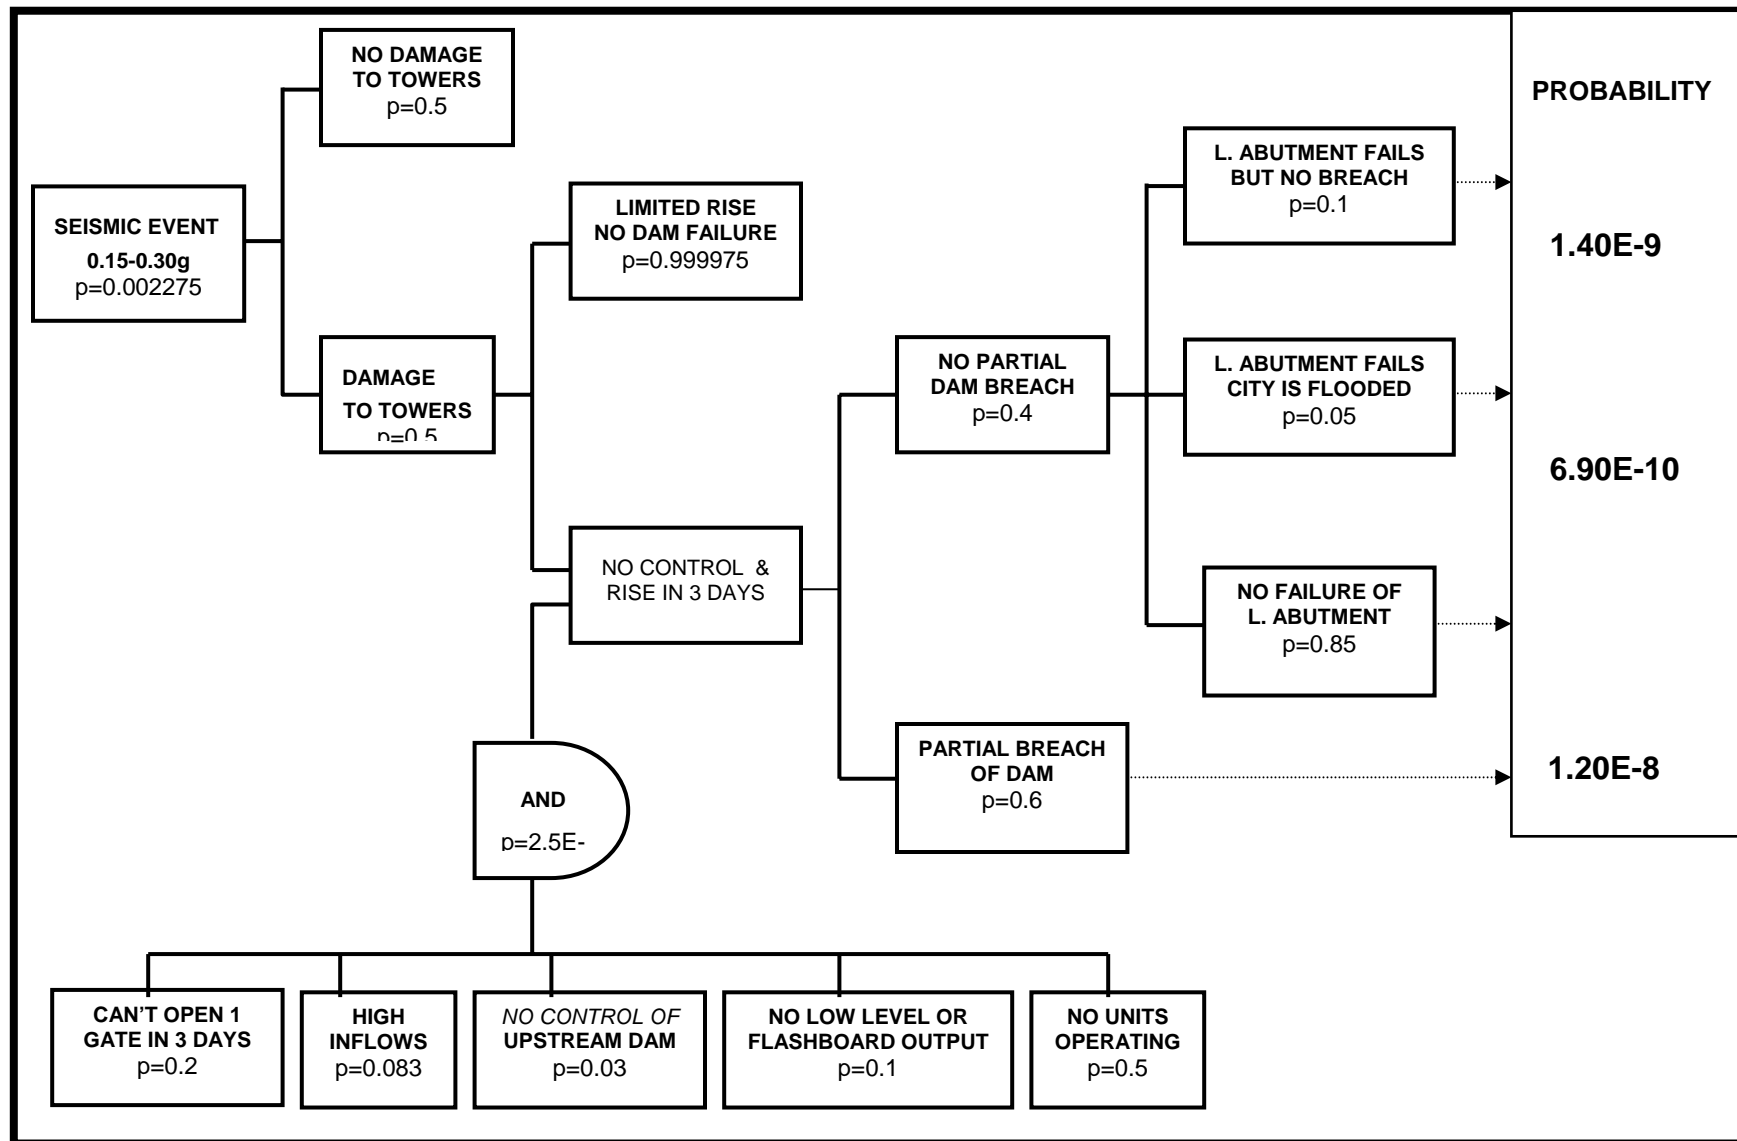 NO DAMAGE
TO TOWERS
p=0.5
PROBABILITY
L. ABUTMENT FAILS
BUT NO BREACH
p=0.1
SEISMIC EVENT
0.15-0.30g
p=0.002275
LIMITED RISE
NO DAM FAILURE
p=0.999975
1.40E-9
DAMAGE
TO TOWERS
p=0.5
NO PARTIAL
DAM BREACH
p=0.4
L. ABUTMENT FAILS
CITY IS FLOODED
p=0.05
6.90E-10
NO CONTROL &
RISE IN 3 DAYS
NO FAILURE OF
L. ABUTMENT
p=0.85
PARTIAL BREACH
OF DAM
p=0.6
1.20E-8
AND
p=2.5E-
CAN'T OPEN 1
GATE IN 3 DAYS
p=0.2
HIGH
INFLOWS
p=0.083
NO CONTROL OF
UPSTREAM DAM
p=0.03
NO LOW LEVEL OR
FLASHBOARD OUTPUT
p=0.1
NO UNITS
OPERATING
p=0.5